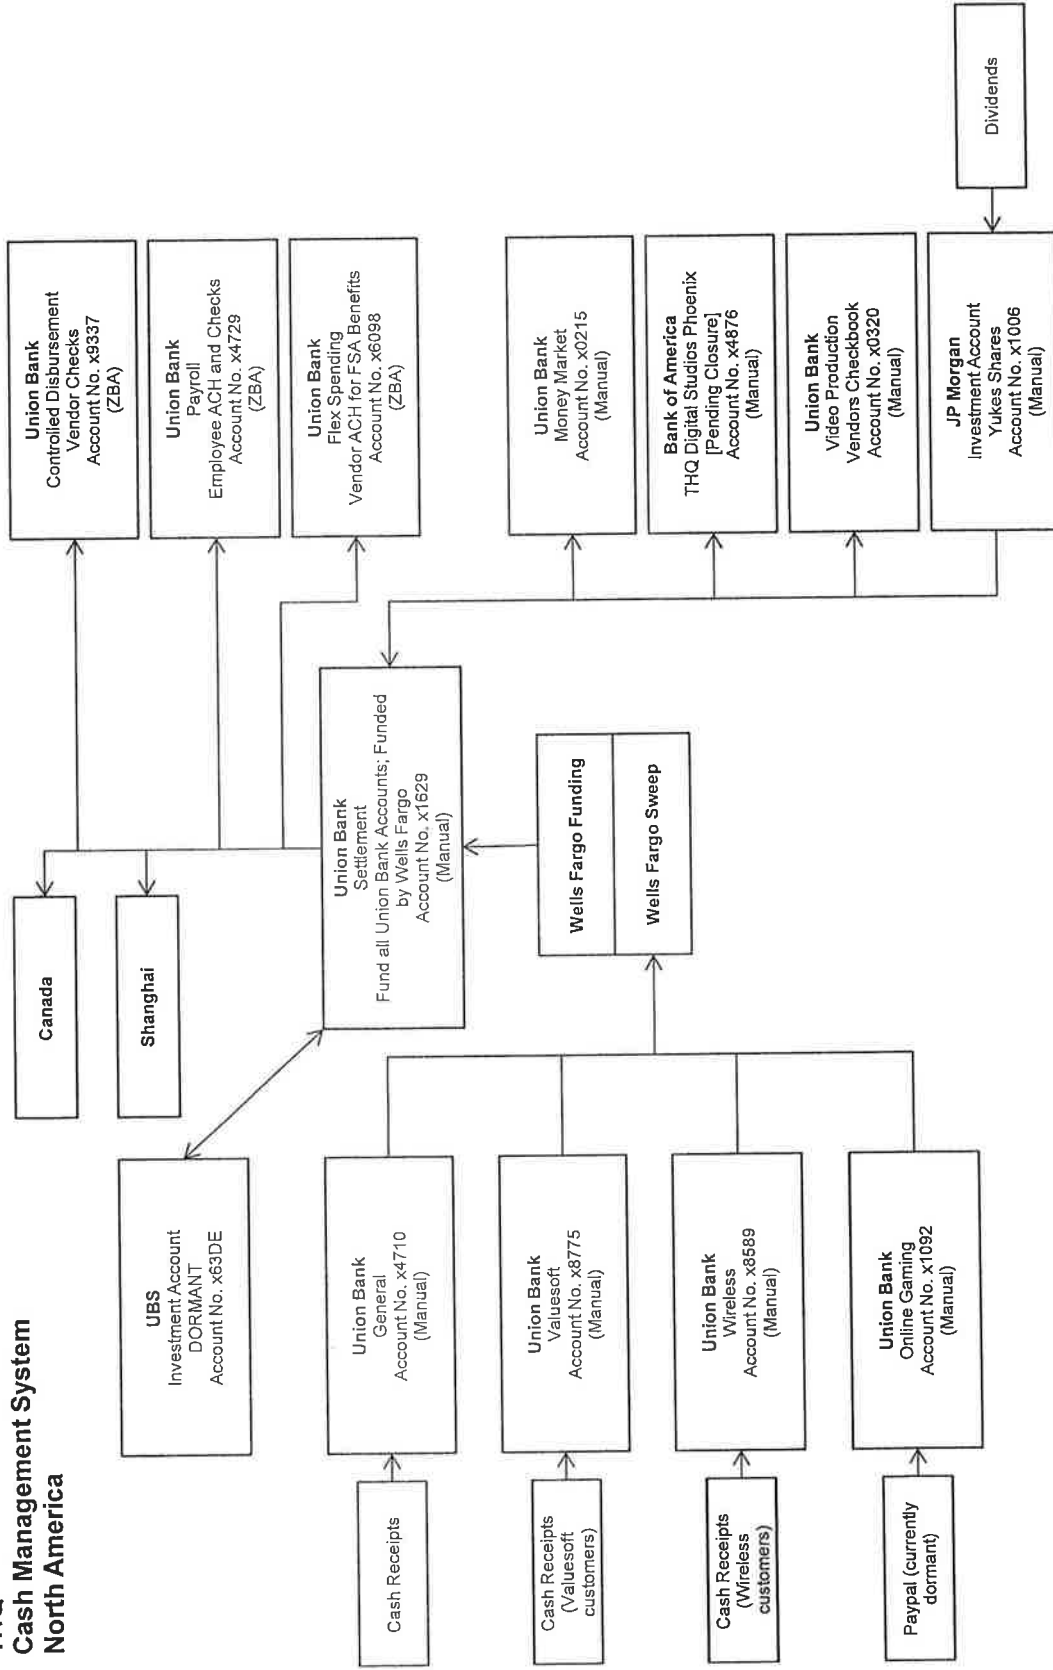 Cash Management System
North America
Cash Receipts
Cash Receipts
(Valuesoft
customers)
Cash Receipts
(Wireless
customers)
Paypal (currently
dormant)
UBS
Investment Account
DORMANT
Account No. x63DE
Union Bank
General
Account No. x4710
(Manual)
Union Bank
Valuesoft
Account No. x8775
(Manual)
Union Bank
Wireless
Account No. x8589
(Manual)
Union Bank
Online Gaming
Account No. x1092
(Manual)
Canada
Shanghai
Union Bank
Settlement
Fund all Union Bank Accounts; Funded
by Wells Fargo
Account No. x1629
(Manual)
Wells Fargo Funding
Wells Fargo Sweep
Union Bank
Controlled Disbursement
Vendor Checks
Account No. x9337
(ZBA)
Union Bank
Payroll
Employee ACH and Checks
Account No. x4729
(ZBA)
Union Bank
Flex Spending
Vendor ACH for FSA Benefits
Account No. x6098
(ZBA)
Union Bank
Money Market
Account No. x0215
(Manual)
Bank of America
THQ Digital Studios Phoenix
[Pending Closure]
Account No. x4876
(Manual)
Union Bank
Video Production
Vendors Checkbook
Account No. x0320
(Manual)
JP Morgan
Investment Account
Yukes Shares
Account No. x1006
(Manual)
Dividends